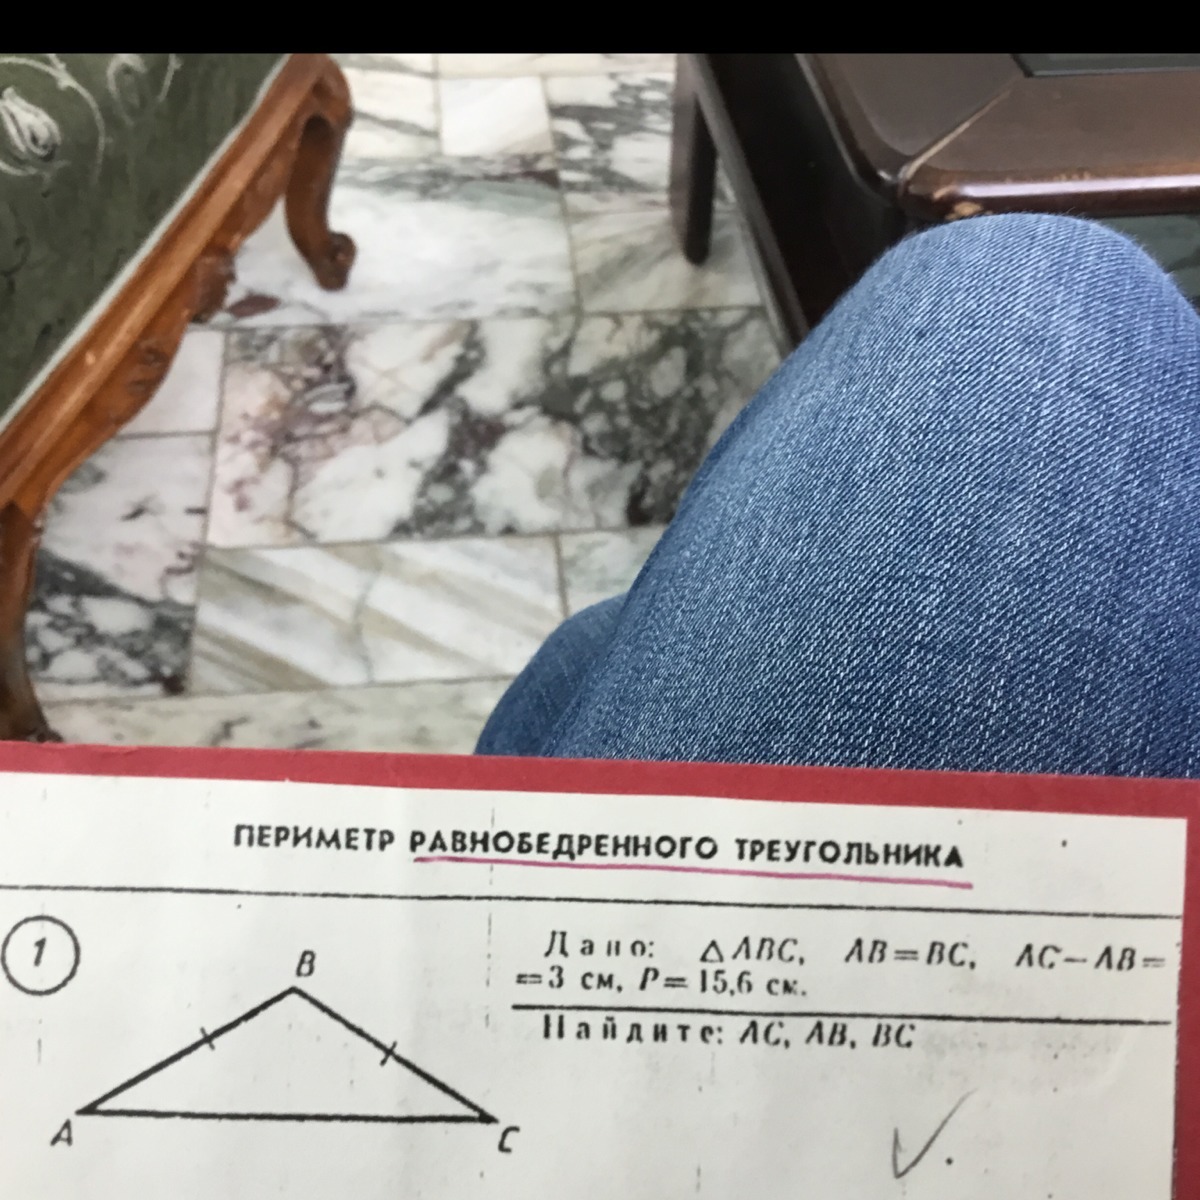 ПЕРИМЕТР РАВНОБЕДРЕННОГО ТРЕУГОЛЬНИКА
1
Дано: △ABC, AB=BC, AC−AB=
=3 см, P=15,6 см.
Найдите: AC, AB, BC
B
A
C